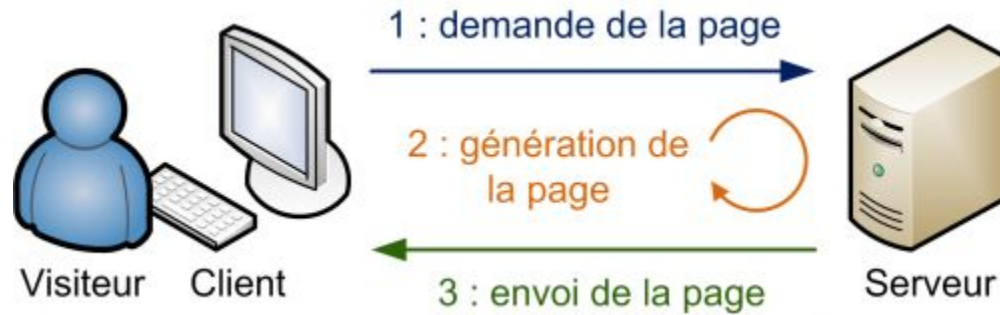 1 : demande de la page
2 : génération de
la page
3 : envoi de la page
Visiteur
Client
Serveur